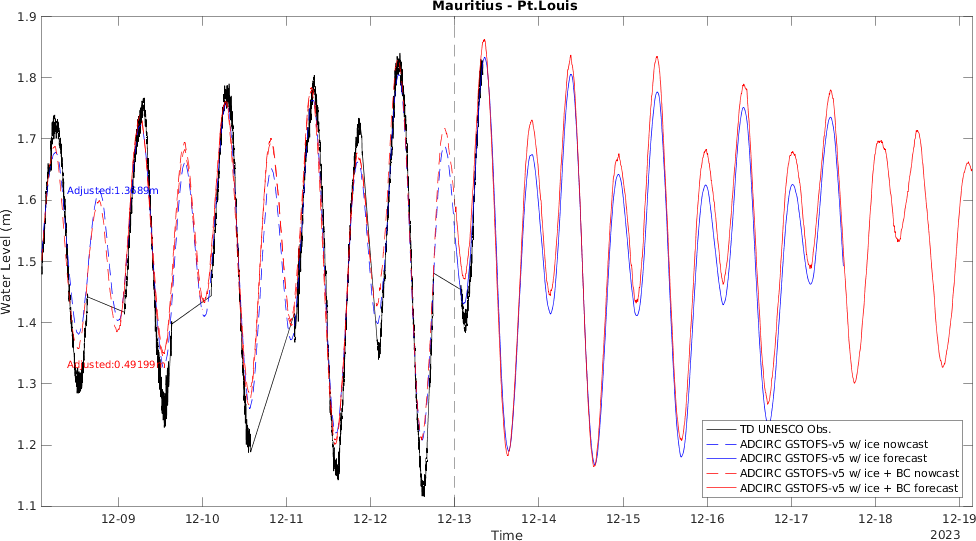 Mauritius - Pt.Louis
1.9
1.8
1.7
1.6
1.5
1.4
1.3
1.2
1.1
Water Level (m)
Adjusted:1.3689m
Adjusted:0.49199m
TD UNESCO Obs.
ADCIRC GSTOFS-v5 w/ ice nowcast
ADCIRC GSTOFS-v5 w/ ice forecast
ADCIRC GSTOFS-v5 w/ ice + BC nowcast
ADCIRC GSTOFS-v5 w/ ice + BC forecast
12-09 12-10 12-11 12-12 12-13 12-14 12-15 12-16 12-17 12-18 12-19
Time
2023